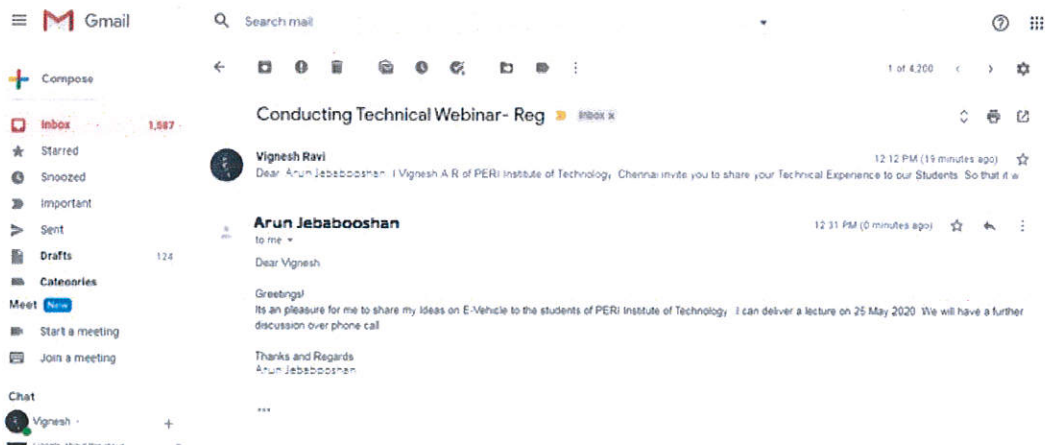 Gmail
Search mail
Compose
1 of 4,200
Conducting Technical Webinar- Reg Inbox x
Inbox 1,587
Starred
Vignesh Ravi 12:12 PM (19 minutes ago)
Dear Arun Jebabooshan, I Vignesh A R of PERI Institute of Technology Chennai invite you to share your Technical Experience to our Students. So that it w
Snoozed
Important
Sent
Arun Jebabooshan 12:31 PM (0 minutes ago)
to me
Drafts 124
Dear Vignesh
Categories
Greetings!
Meet New
Its an pleasure for me to share my Ideas on E-Vehicle to the students of PERI Institute of Technology. I can deliver a lecture on 25 May 2020. We will have a further
discussion over phone call
Start a meeting
Join a meeting
Thanks and Regards
Arun Jebabooshan
Chat
Vignesh